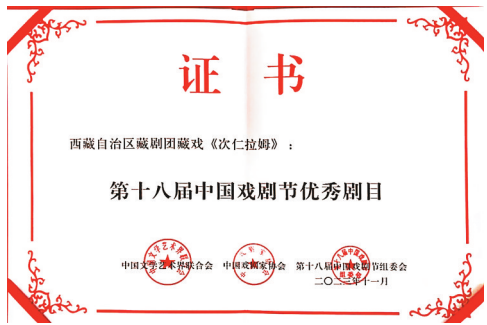 证书
西藏自治区藏剧团藏戏《次仁拉姆》：
第十八届中国戏剧节优秀剧目
中国文学艺术界联合会 中国戏剧家协会 第十八届中国戏剧节组委会
二〇二三年十一月